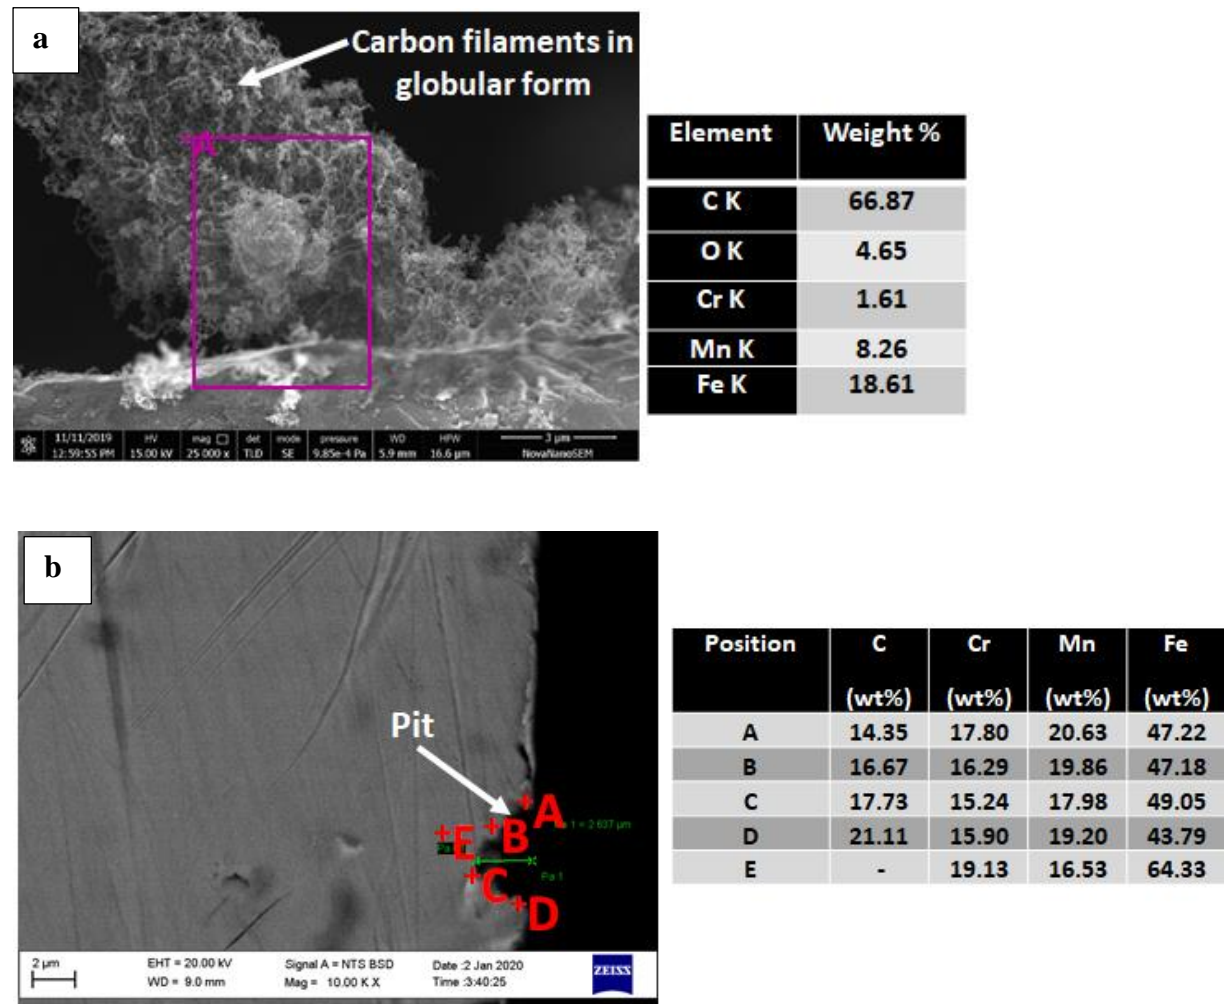 a
Carbon filaments in
globular form
A
11/11/2019 HV mag det mode pressure WD HFW 3 µm
12:59:55 PM 15.00 kV 25 000 x TLD SE 9.85e-4 Pa 5.9 mm 16.6 µm NovaNanoSEM
Element Weight %
C K 66.87
O K 4.65
Cr K 1.61
Mn K 8.26
Fe K 18.61
b
Pit
A
1 = 2.637 µm
B
E
Pa 1
C
D
2 µm EHT = 20.00 kV Signal A = NTS BSD Date :2 Jan 2020 ZEISS
WD = 9.0 mm Mag = 10.00 K X Time :3:40:25
Position C Cr Mn Fe
(wt%) (wt%) (wt%) (wt%)
A 14.35 17.80 20.63 47.22
B 16.67 16.29 19.86 47.18
C 17.73 15.24 17.98 49.05
D 21.11 15.90 19.20 43.79
E - 19.13 16.53 64.33